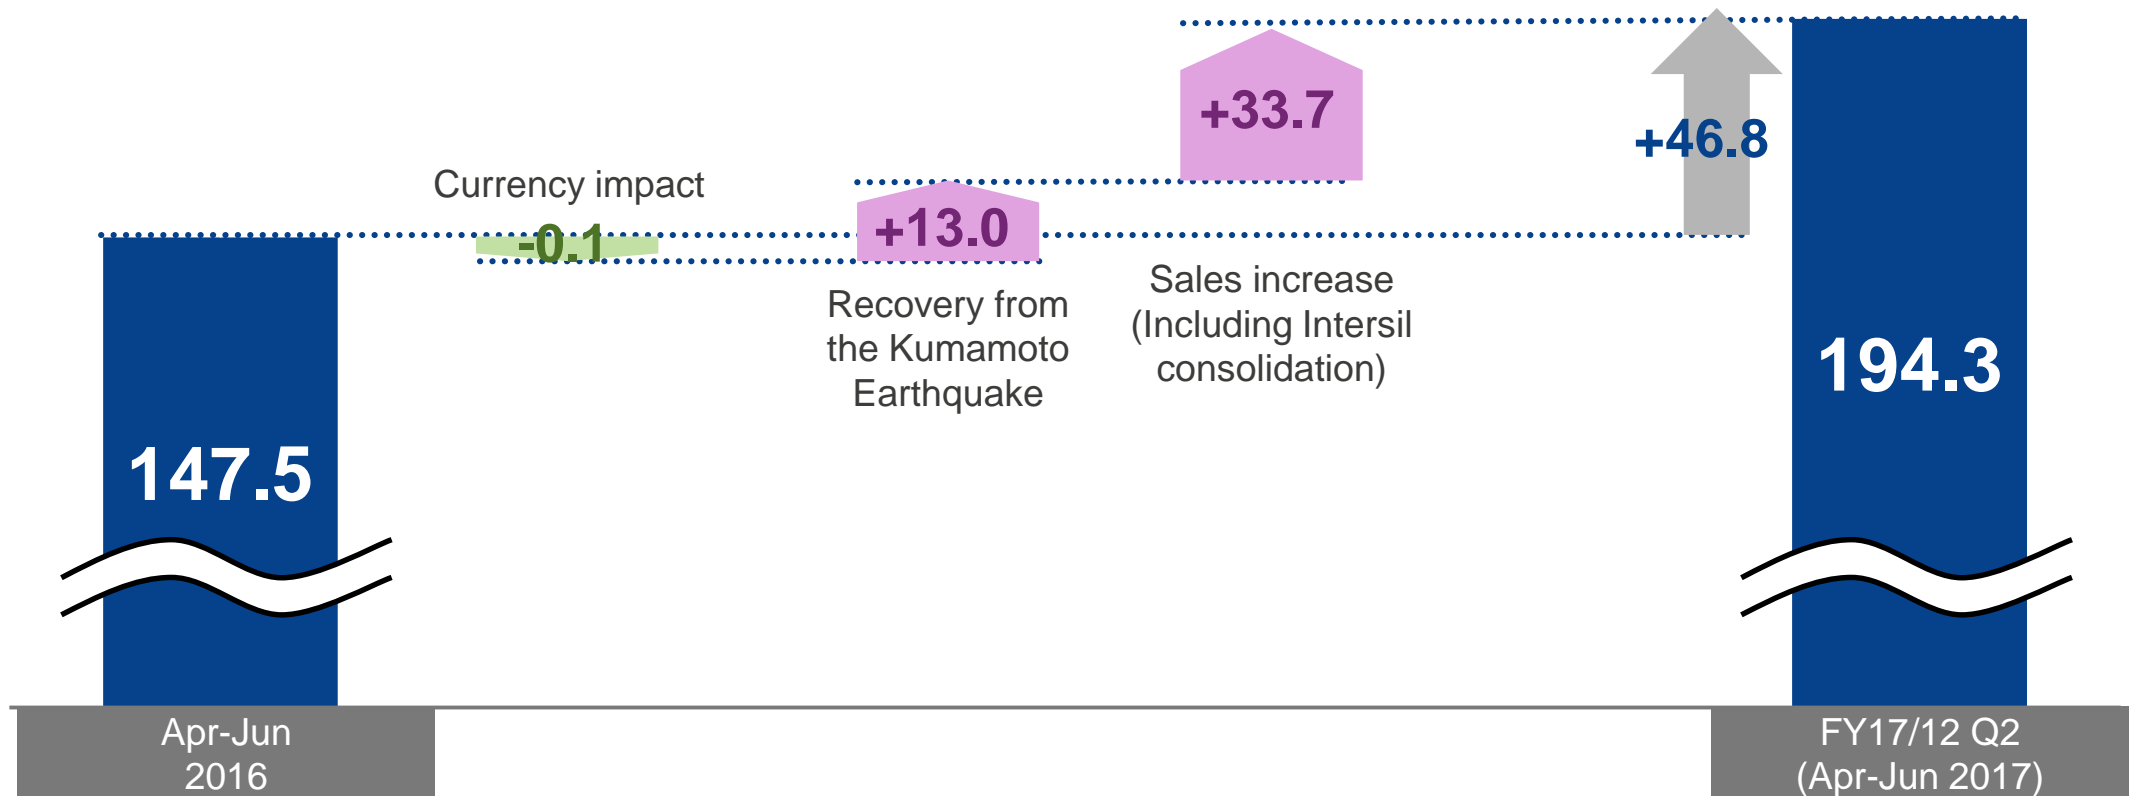 +33.7
+46.8
Currency impact
-0.1
+13.0
Recovery from
the Kumamoto
Earthquake
Sales increase
(Including Intersil
consolidation)
147.5
194.3
Apr-Jun
2016
FY17/12 Q2
(Apr-Jun 2017)